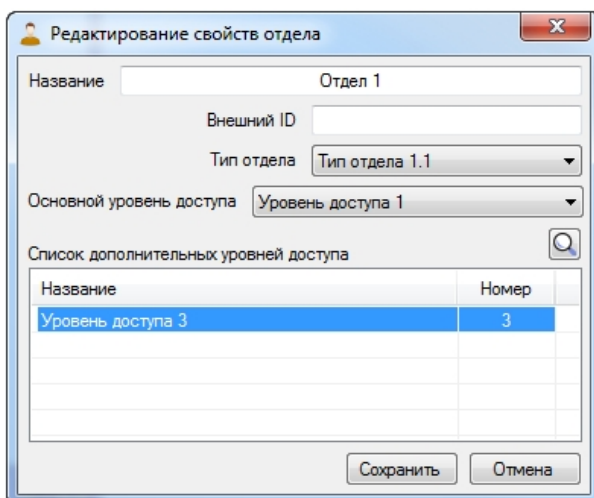 Редактирование свойств отдела
Название Отдел 1
Внешний ID
Тип отдела Тип отдела 1.1
Основной уровень доступа Уровень доступа 1
Список дополнительных уровней доступа
Название Номер
Уровень доступа 3 3
Сохранить Отмена